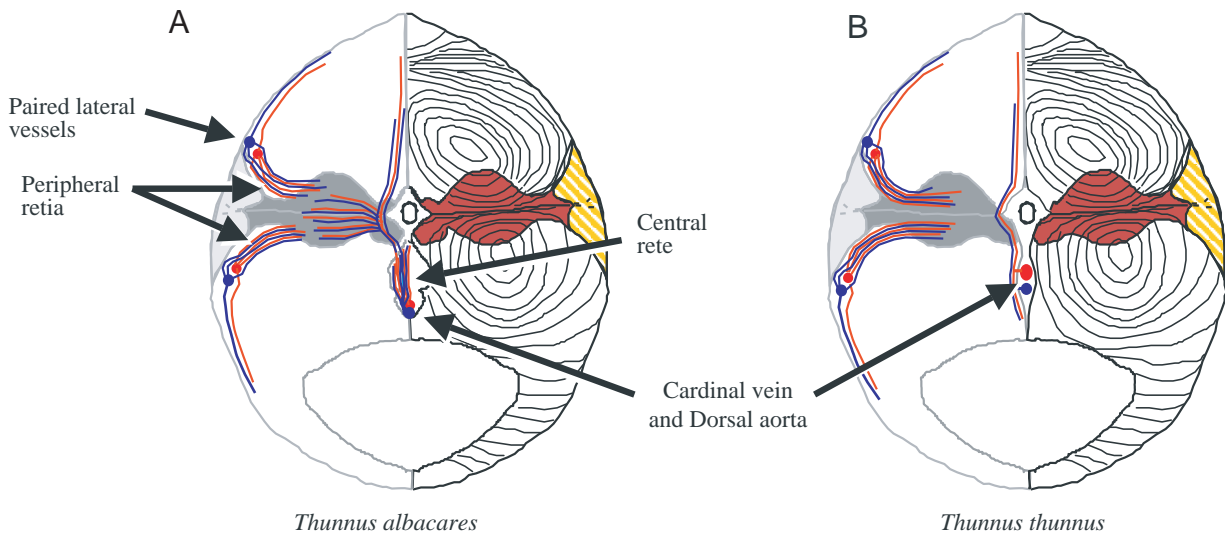 A
B
Paired lateral
vessels
Peripheral
retia
Central
rete
Cardinal vein
and Dorsal aorta
Thunnus albacares
Thunnus thunnus